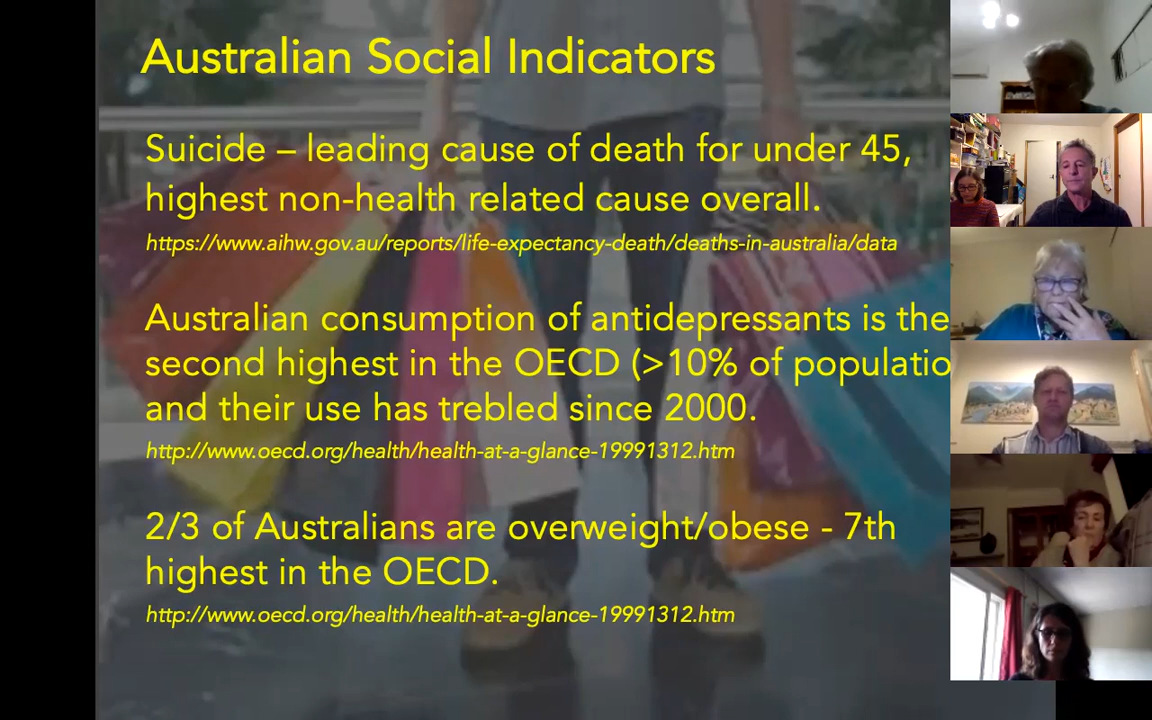 Australian Social Indicators
Suicide – leading cause of death for under 45,
highest non-health related cause overall.
https://www.aihw.gov.au/reports/life-expectancy-death/deaths-in-australia/data
Australian consumption of antidepressants is the
second highest in the OECD (>10% of populatio
and their use has trebled since 2000.
http://www.oecd.org/health/health-at-a-glance-19991312.htm
2/3 of Australians are overweight/obese - 7th
highest in the OECD.
http://www.oecd.org/health/health-at-a-glance-19991312.htm